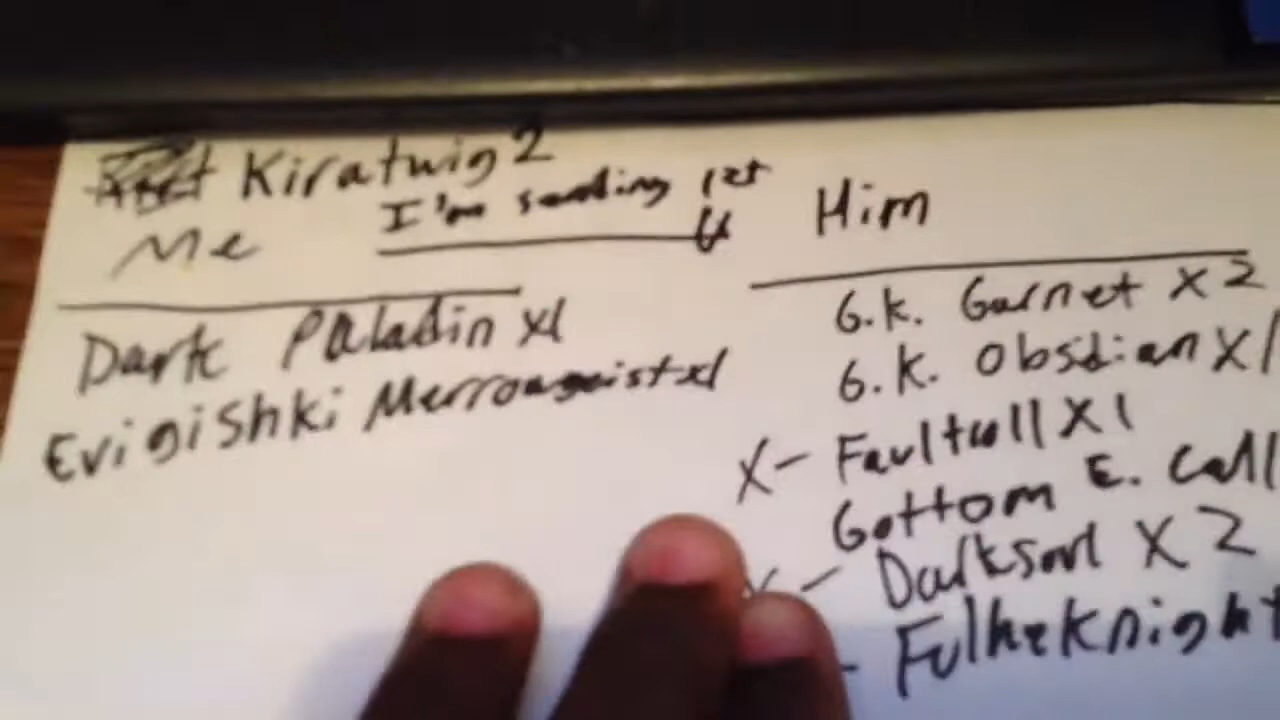 Kiratwig2
I'm sending 1st
Me
Him
Dark Paladin x1
Evigishki Merrowgeist x1
G.K. Garnet X2
G.K. Obsdian X1
X- Faultroll X1
Gottom E. Call
X- Darksoul X2
- FulheKnight